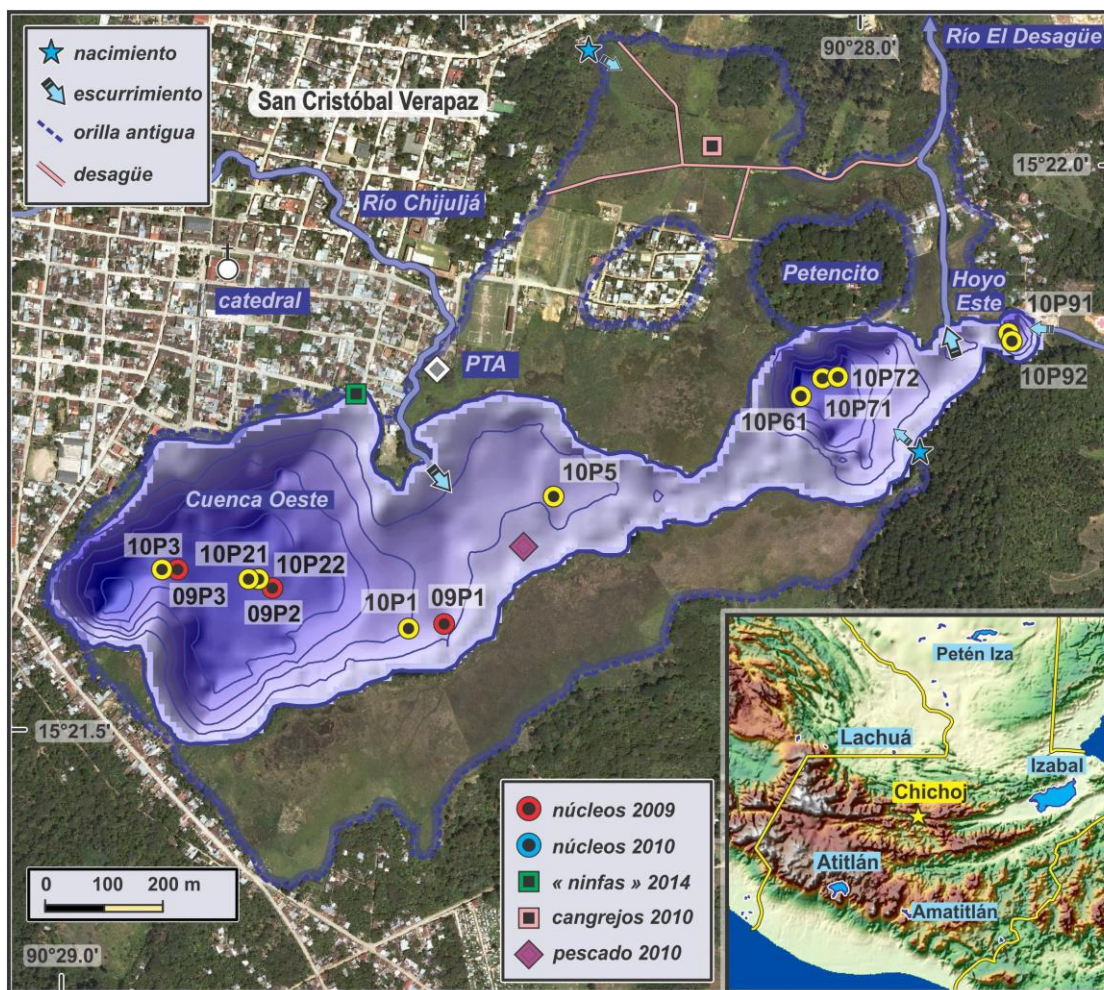 nacimiento
escurrimiento
orilla antigua
desagüe
San Cristóbal Verapaz
90°28.0'
Río El Desagüe
15°22.0'
Río Chijuljá
catedral
Petencito
Hoyo
Este
10P91
10P92
PTA
10P72
10P71
10P61
10P5
Cuenca Oeste
10P3
10P21
10P22
09P3
09P2
10P1
09P1
15°21.5'
0 100 200 m
90°29.0'
núcleos 2009
núcleos 2010
« ninfas » 2014
cangrejos 2010
pescado 2010
Petén Iza
Lachuá
Izabal
Chichoj
Atitlán
Amatitlán